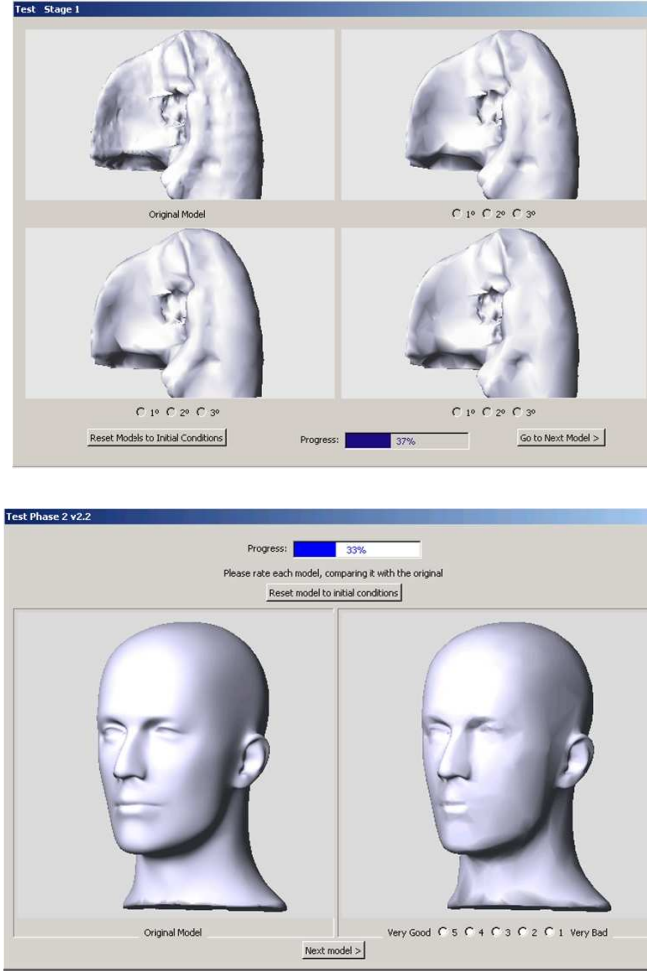 Test Stage 1
Original Model
1º 2º 3º
1º 2º 3º
1º 2º 3º
Reset Models to Initial Conditions
Progress:
37%
Go to Next Model >
Test Phase 2 v2.2
Progress:
33%
Please rate each model, comparing it with the original
Reset model to initial conditions
Original Model
Very Good 5 4 3 2 1 Very Bad
Next model >